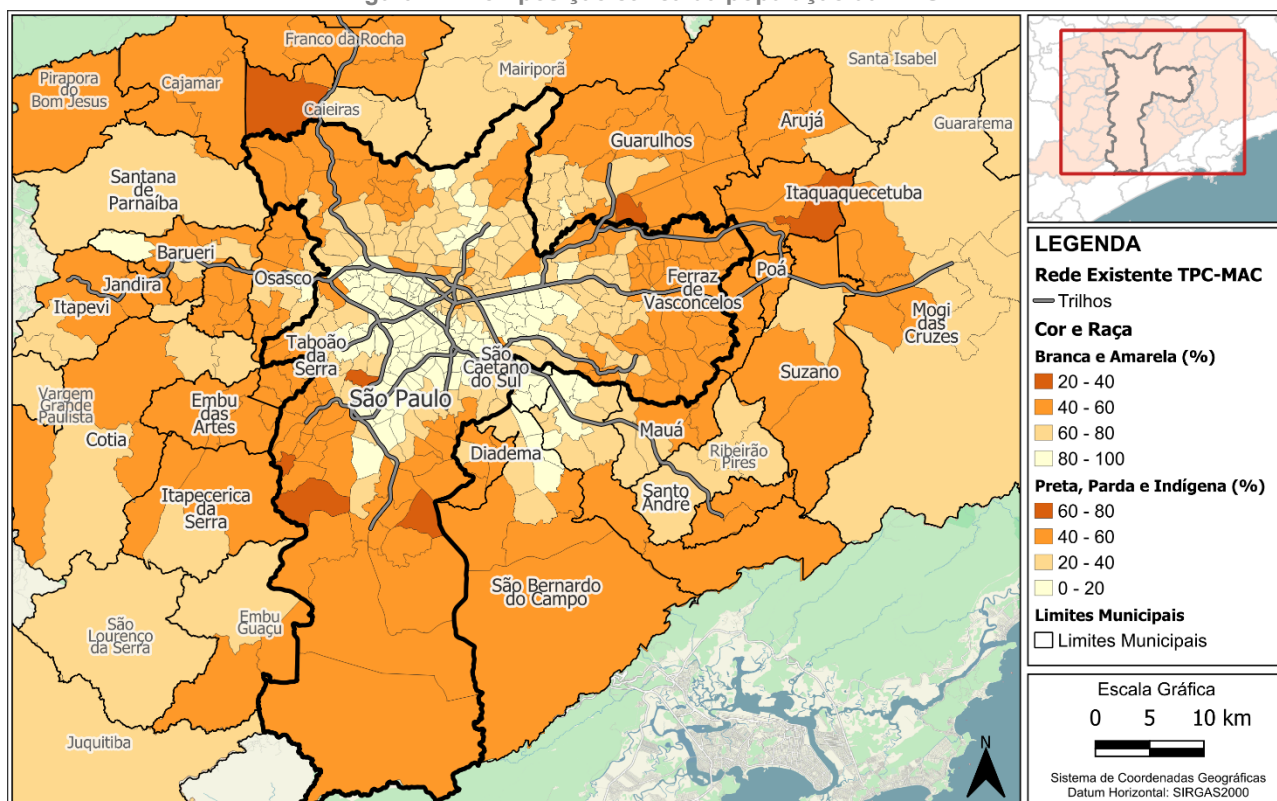 Franco da Rocha
Mairiporã
Santa Isabel
Pirapora
do
Bom Jesus
Cajamar
Caieiras
Guarulhos
Arujá
Guararema
Santana
de
Parnaíba
Itaquaquecetuba
Barueri
Jandira
Osasco
Itapevi
Ferraz
de
Vasconcelos
Poá
Mogi
das
Cruzes
Taboão
da
Serra
São
Caetano
do Sul
Suzano
São Paulo
Vargem
Grande
Paulista
Cotia
Embu
das
Artes
Diadema
Mauá
Ribeirão
Pires
Itapecerica
da
Serra
Santo
Andre
São Bernardo
do Campo
São
Lourenço
da Serra
Embu
Guaçu
Juquitiba
N
LEGENDA
Rede Existente TPC-MAC
Trilhos
Cor e Raça
Branca e Amarela (%)
20 - 40
40 - 60
60 - 80
80 - 100
Preta, Parda e Indígena (%)
60 - 80
40 - 60
20 - 40
0 - 20
Limites Municipais
Limites Municipais
Escala Gráfica
0 5 10 km
Sistema de Coordenadas Geográficas
Datum Horizontal: SIRGAS2000